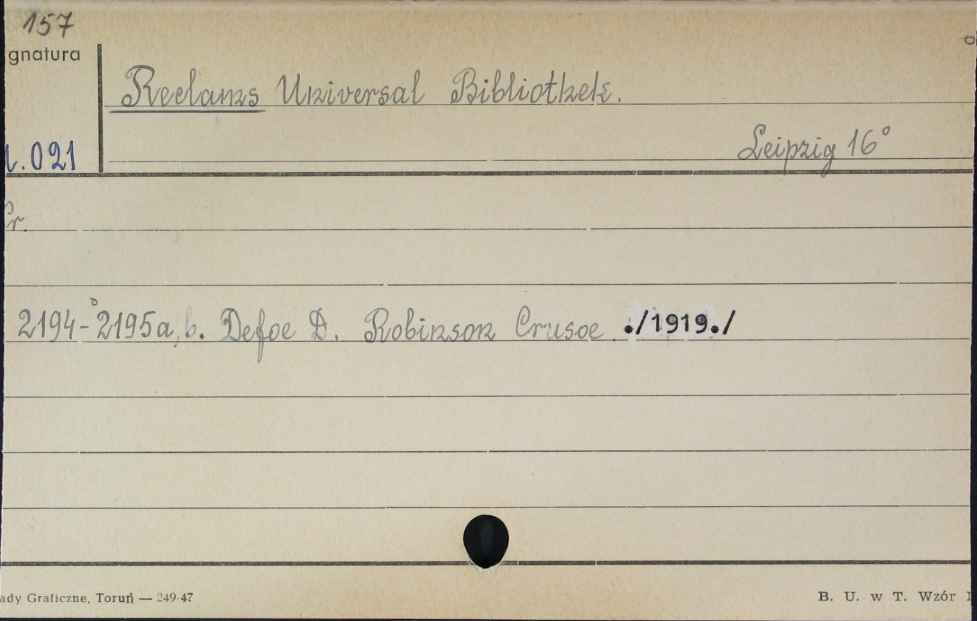 157
gnatura
Reclams Universal Bibliothek.
Leipzig 16°
.021
r.
2194-2195a,b. Defoe D. Robinson Crusoe ./1919./
ady Graficzne, Toruń — 249-47
B. U. w T. Wzór